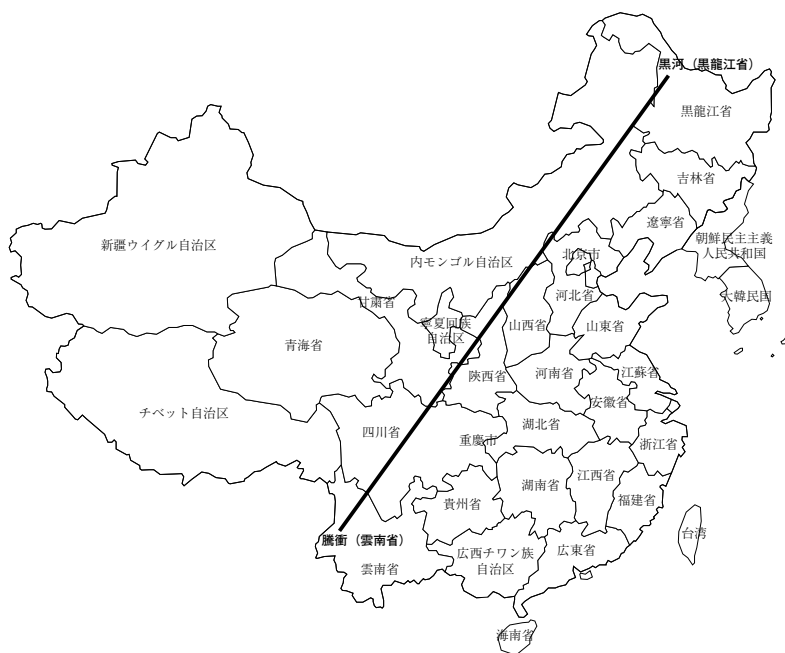 黒河（黒龍江省）
黒龍江省
吉林省
遼寧省
朝鮮民主主義
人民共和国
新疆ウイグル自治区
北京市
内モンゴル自治区
河北省
大韓民国
甘粛省
寧夏回族
自治区
山西省
山東省
青海省
陝西省
河南省
江蘇省
安徽省
チベット自治区
四川省
湖北省
重慶市
浙江省
江西省
湖南省
貴州省
福建省
台湾
騰衝（雲南省）
広西チワン族
自治区
広東省
雲南省
海南省